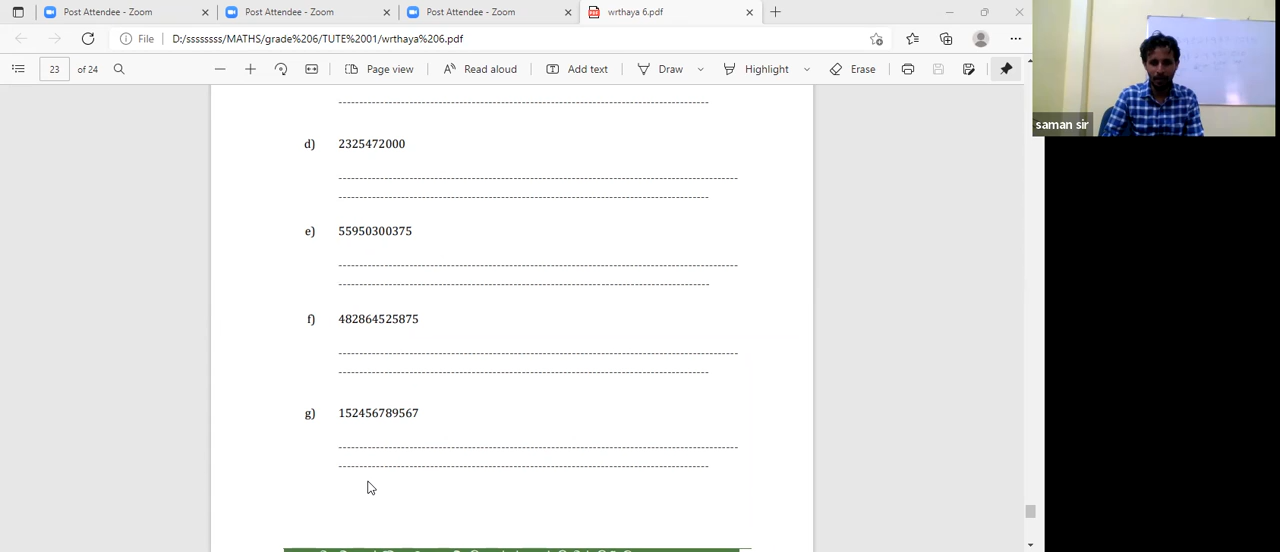 Post Attendee - Zoom
Post Attendee - Zoom
Post Attendee - Zoom
wrthaya 6.pdf
File D:/ssssssss/MATHS/grade%206/TUTE%2001/wrthaya%206.pdf
23 of 24
Page view
Read aloud
Add text
Draw
Highlight
Erase
saman sir
d) 2325472000
e) 55950300375
f) 482864525875
g) 152456789567